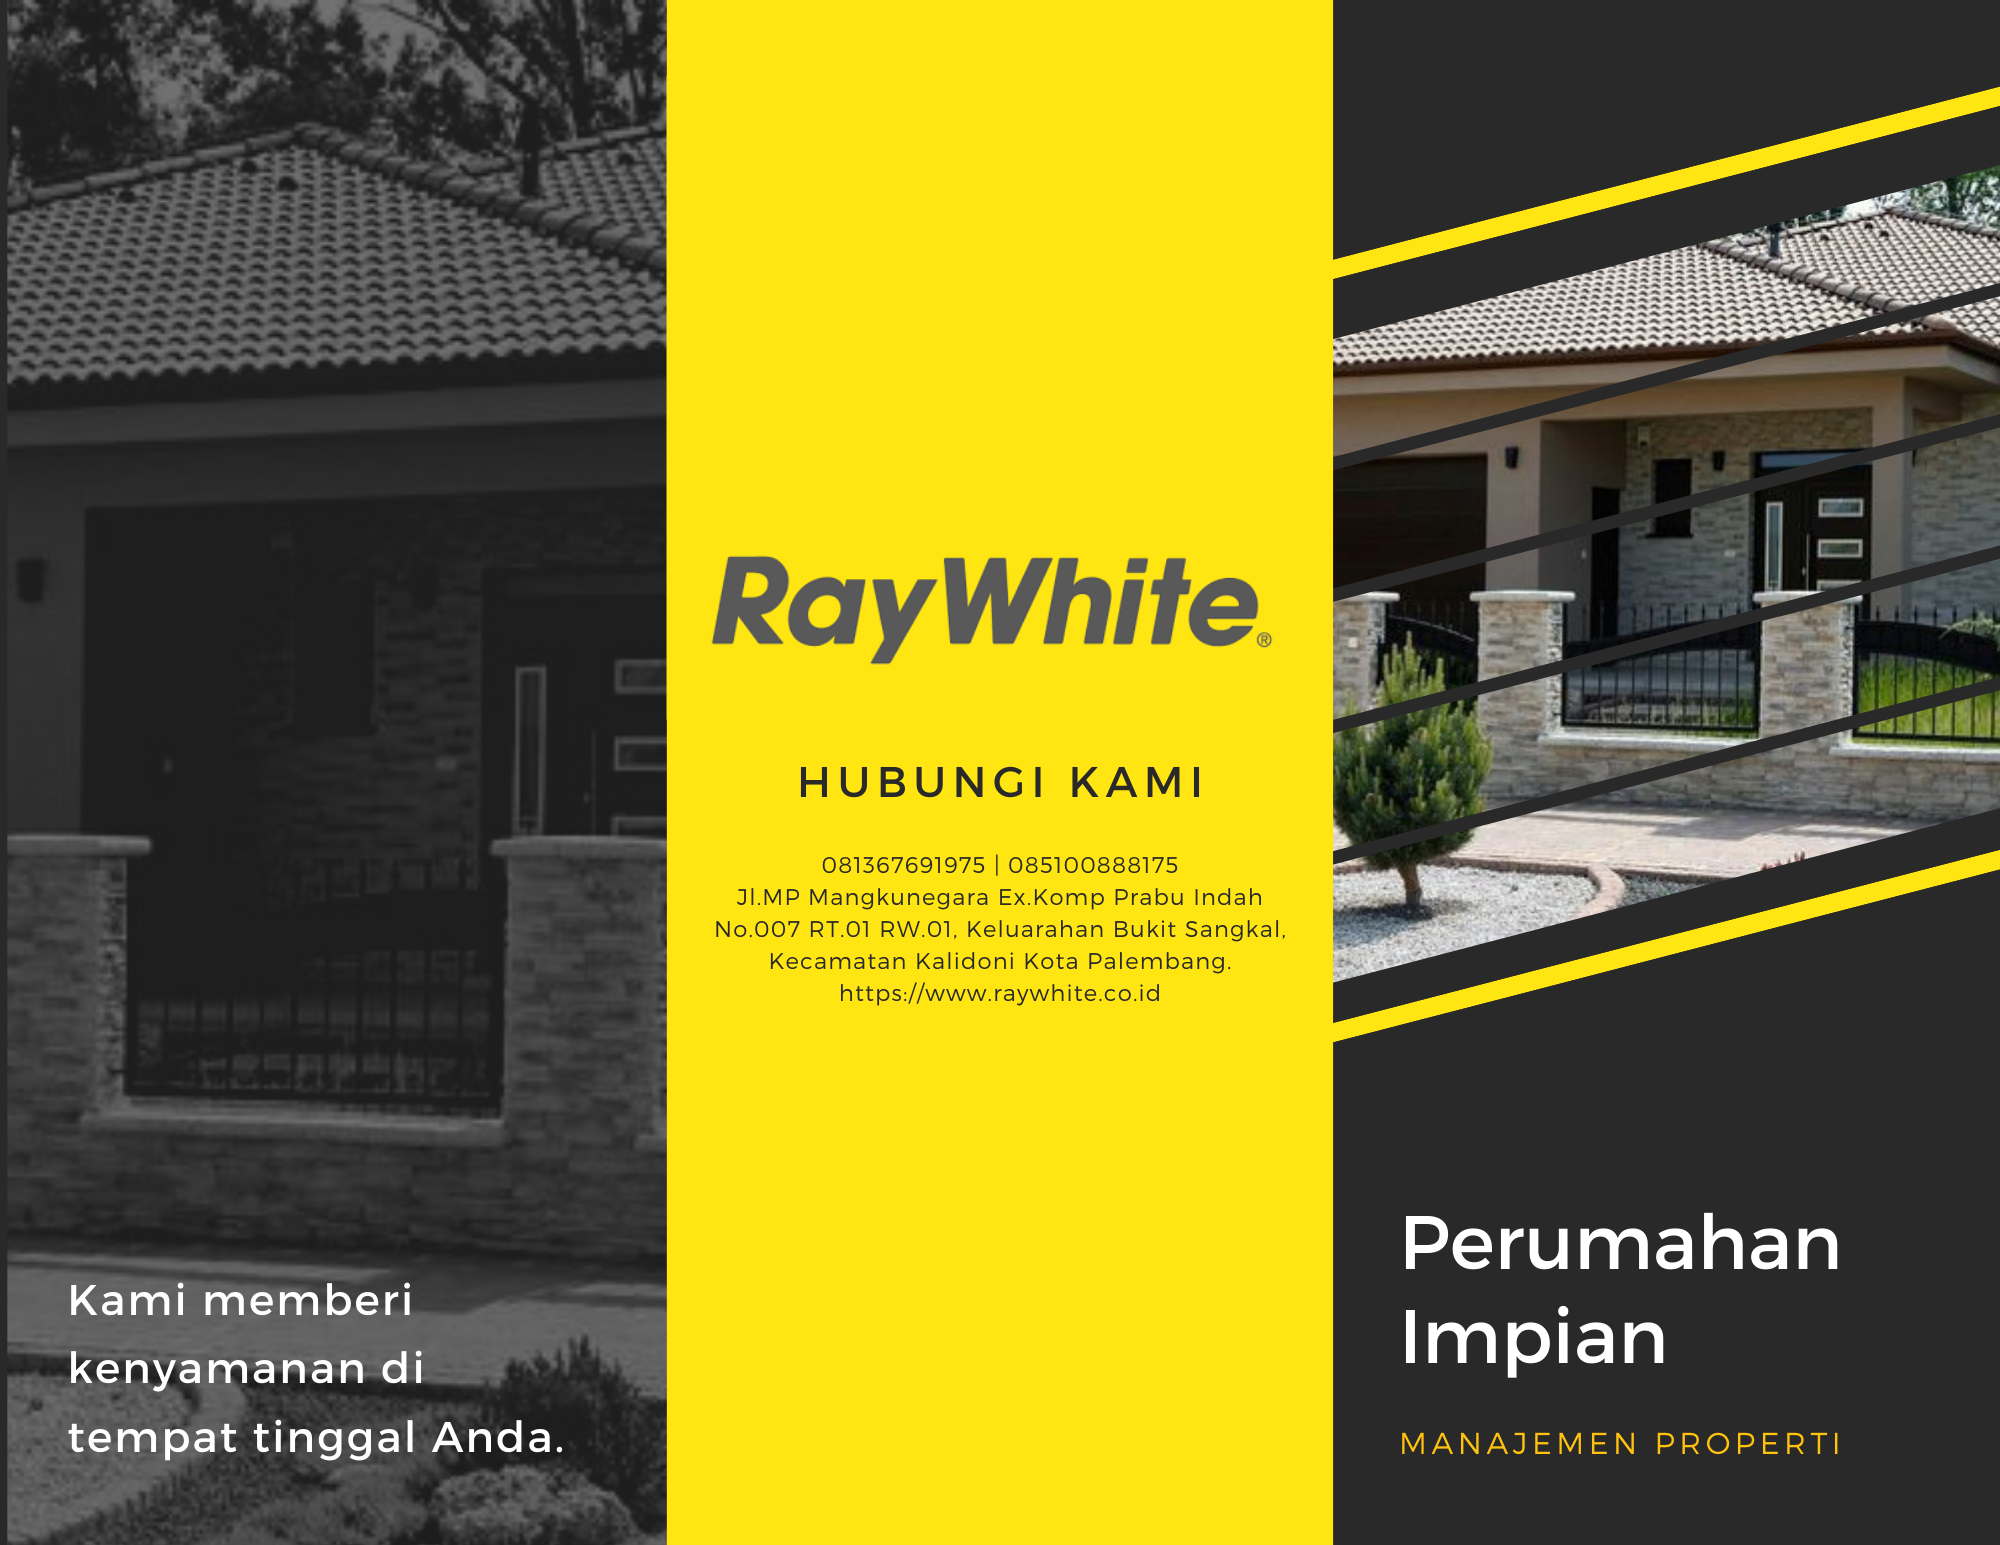 Kami memberi
kenyamanan di
tempat tinggal Anda.
RayWhite®
HUBUNGI KAMI
081367691975 | 085100888175
Jl.MP Mangkunegara Ex.Komp Prabu Indah
No.007 RT.01 RW.01, Keluarahan Bukit Sangkal,
Kecamatan Kalidoni Kota Palembang.
https://www.raywhite.co.id
Perumahan
Impian
MANAJEMEN PROPERTI